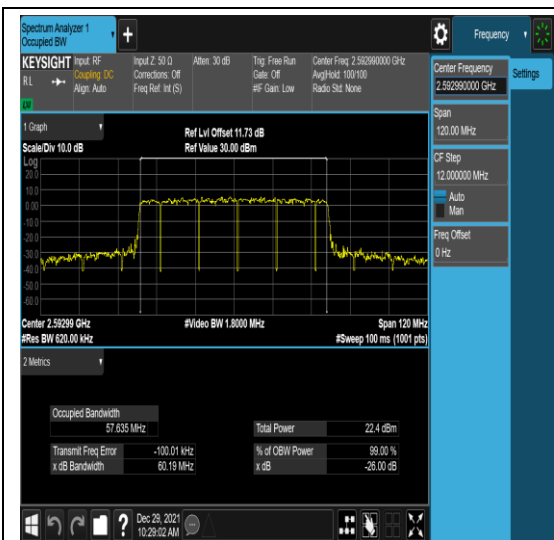 Spectrum Analyzer 1
Occupied BW
Frequency
KEYSIGHT
R L
LXI
Input: RF
Coupling: DC
Align: Auto
Input Z: 50 Ω
Corrections: Off
Freq Ref: Int (S)
Atten: 30 dB
Trig: Free Run
Gate: Off
#IF Gain: Low
Center Freq: 2.592990000 GHz
Avg|Hold: 100/100
Radio Std: None
Center Frequency
2.592990000 GHz
Settings
Span
120.00 MHz
CF Step
12.000000 MHz
Auto
Man
Freq Offset
0 Hz
1 Graph
Scale/Div 10.0 dB
Ref Lvl Offset 11.73 dB
Ref Value 30.00 dBm
Log
20.0
10.0
0.00
-10.0
-20.0
-30.0
-40.0
-50.0
-60.0
Center 2.59299 GHz
#Res BW 620.00 kHz
#Video BW 1.8000 MHz
Span 120 MHz
#Sweep 100 ms (1001 pts)
2 Metrics
Occupied Bandwidth
57.635 MHz
Total Power 22.4 dBm
Transmit Freq Error -100.01 kHz
% of OBW Power 99.00 %
x dB Bandwidth 60.19 MHz
x dB -26.00 dB
?
Dec 29, 2021
10:29:02 AM